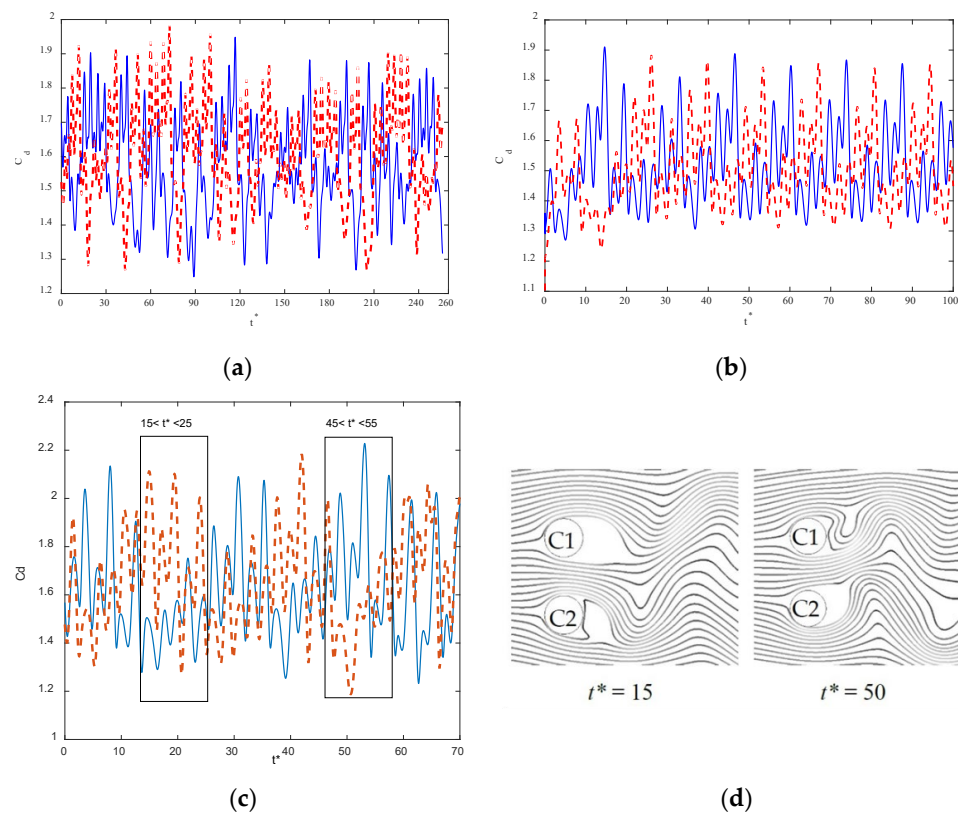 2
1.9
1.8
1.7
1.6
1.5
1.4
1.3
1.2
C d
0 30 60 90 120 150 180 210 240 260
t*
(a)
2
1.9
1.8
1.7
1.6
1.5
1.4
1.3
1.2
1.1
C d
0 10 20 30 40 50 60 70 80 90 100
t*
(b)
2.4
2.2
2
1.8
1.6
1.4
1.2
1
Cd
15< t* <25
45< t* <55
0 10 20 30 40 50 60 70
t*
(c)
C1
C2
t* = 15
C1
C2
t* = 50
(d)